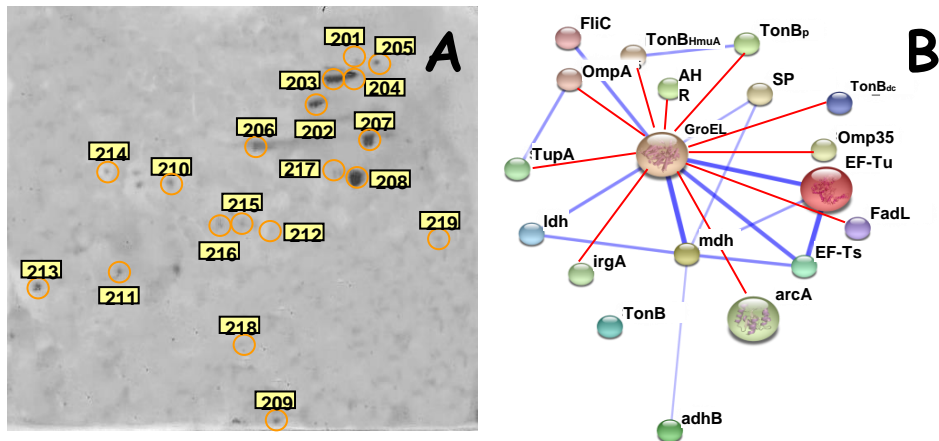 A
201
205
203
204
202
206
207
214
210
217
208
215
216
212
219
213
211
218
209
B
FliC
TonBHmuA
TonBp
OmpA
AH
R
SP
TonBdc
GroEL
Omp35
TupA
EF-Tu
ldh
FadL
mdh
EF-Ts
irgA
arcA
TonB
adhB